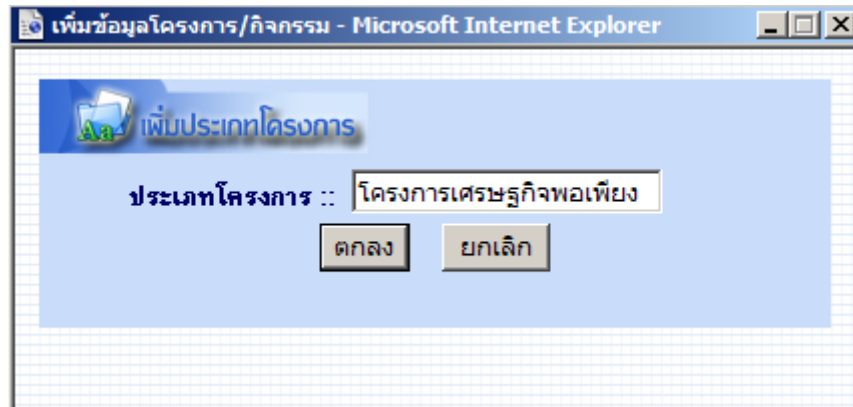 เพิ่มข้อมูลโครงการ/กิจกรรม - Microsoft Internet Explorer
Aa เพิ่มประเภทโครงการ
ประเภทโครงการ :: โครงการเศรษฐกิจพอเพียง
ตกลง ยกเลิก